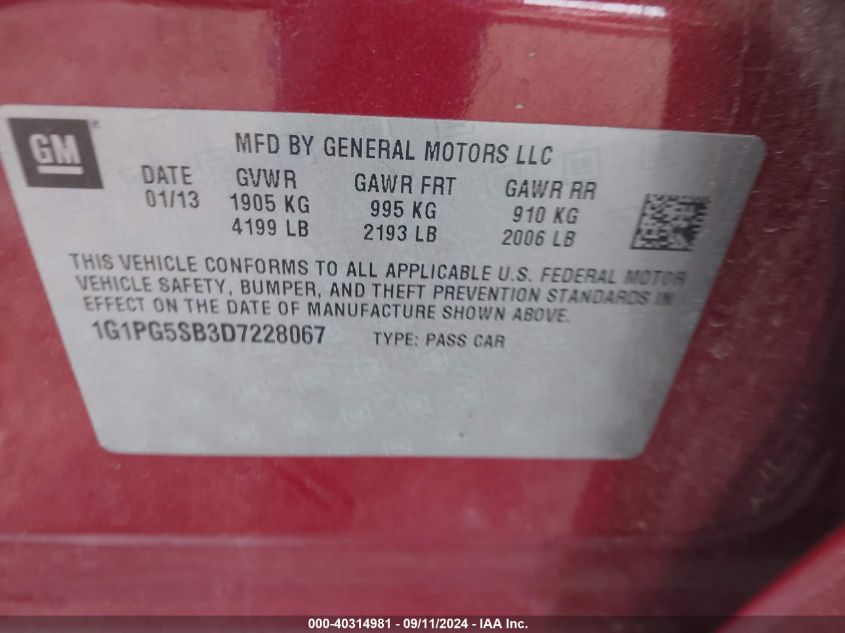 GM
MFD BY GENERAL MOTORS LLC
DATE GVWR GAWR FRT GAWR RR
01/13 1905 KG 995 KG 910 KG
4199 LB 2193 LB 2006 LB
THIS VEHICLE CONFORMS TO ALL APPLICABLE U.S. FEDERAL MOTOR
VEHICLE SAFETY, BUMPER, AND THEFT PREVENTION STANDARDS IN
EFFECT ON THE DATE OF MANUFACTURE SHOWN ABOVE.
1G1PG5SB3D7228067 TYPE: PASS CAR
000-40314981 - 09/11/2024 - IAA Inc.